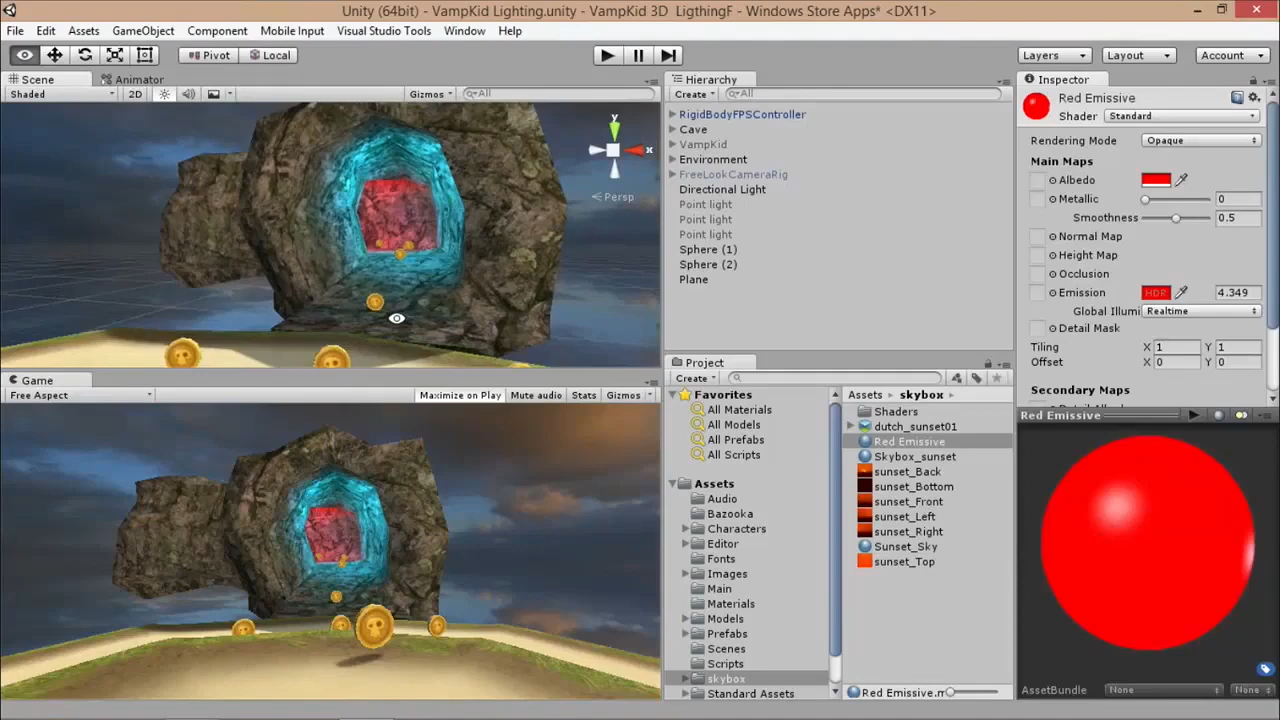 Unity (64bit) - VampKid Lighting.unity - VampKid 3D LigthingF - Windows Store Apps* <DX11>
File Edit Assets GameObject Component Mobile Input Visual Studio Tools Window Help
Pivot Local Layers Layout Account
Scene Animator
Shaded 2D Gizmos All
y
x
Persp
Game
Free Aspect Maximize on Play Mute audio Stats Gizmos
Hierarchy
Create All
RigidBodyFPSController
Cave
VampKid
Environment
FreeLookCameraRig
Directional Light
Point light
Point light
Point light
Sphere (1)
Sphere (2)
Plane
Project
Create
Favorites
All Materials
All Models
All Prefabs
All Scripts
Assets
Audio
Bazooka
Characters
Editor
Fonts
Images
Main
Materials
Models
Prefabs
Scenes
Scripts
skybox
Standard Assets
Assets skybox
Shaders
dutch_sunset01
Red Emissive
Skybox_sunset
sunset_Back
sunset_Bottom
sunset_Front
sunset_Left
sunset_Right
Sunset_Sky
sunset_Top
Red Emissive.m
Inspector
Red Emissive
Shader Standard
Rendering Mode Opaque
Main Maps
Albedo
Metallic 0
Smoothness 0.5
Normal Map
Height Map
Occlusion
Emission HDR 4.349
Global Illumi Realtime
Detail Mask
Tiling X 1 Y 1
Offset X 0 Y 0
Secondary Maps
Red Emissive
AssetBundle None None